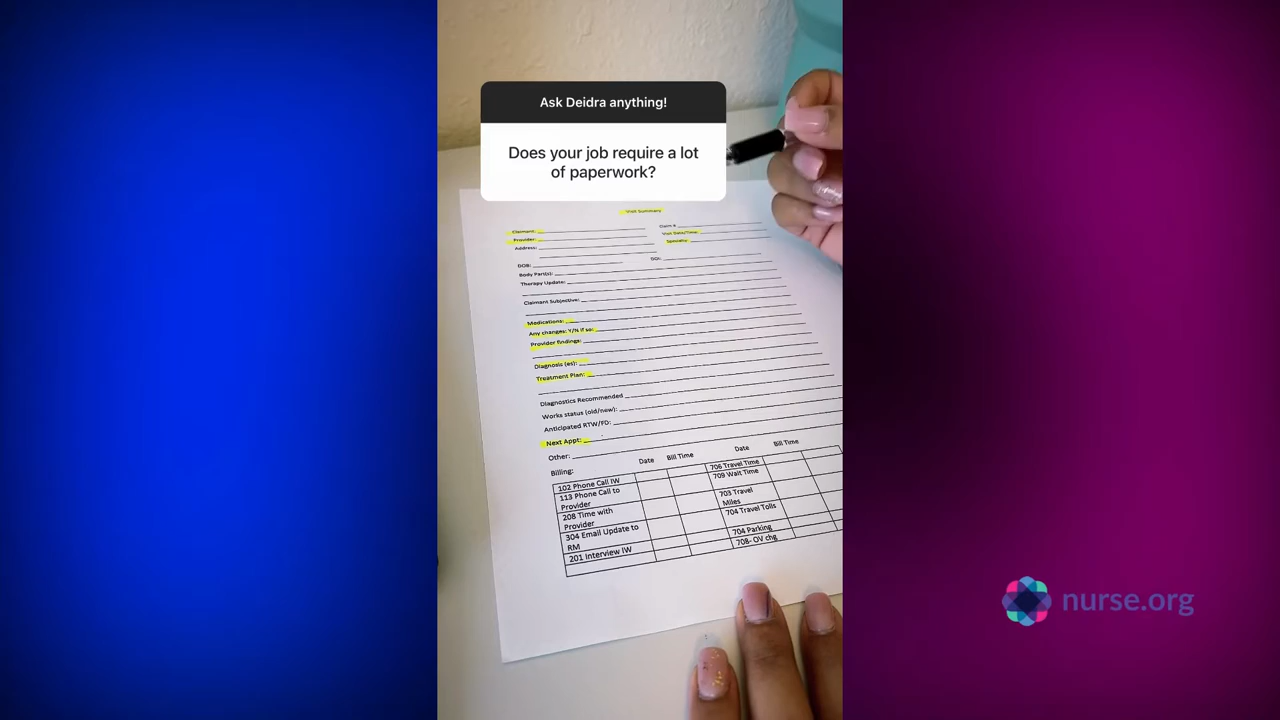 Ask Deidra anything!
Does your job require a lot
of paperwork?
Visit Summary
Claimant:
Claim #
Provider:
Visit Date/Time:
Address:
Specialty:
DOB:
DOI:
Body Part(s):
Therapy Update:
Claimant Subjective:
Medications:
Any changes: Y/N if so:
Provider findings:
Diagnosis (es):
Treatment Plan:
Diagnostics Recommended
Works status (old/new):
Anticipated RTW/FD:
Next Appt:
Other:
Billing:
Date Bill Time
Date Bill Time
102 Phone Call IW
113 Phone Call to
Provider
208 Time with
Provider
304 Email Update to
RM
201 Interview IW
706 Travel Time
709 Wait Time
703 Travel
Miles
704 Travel Tolls
704 Parking
708- OV chg
nurse.org